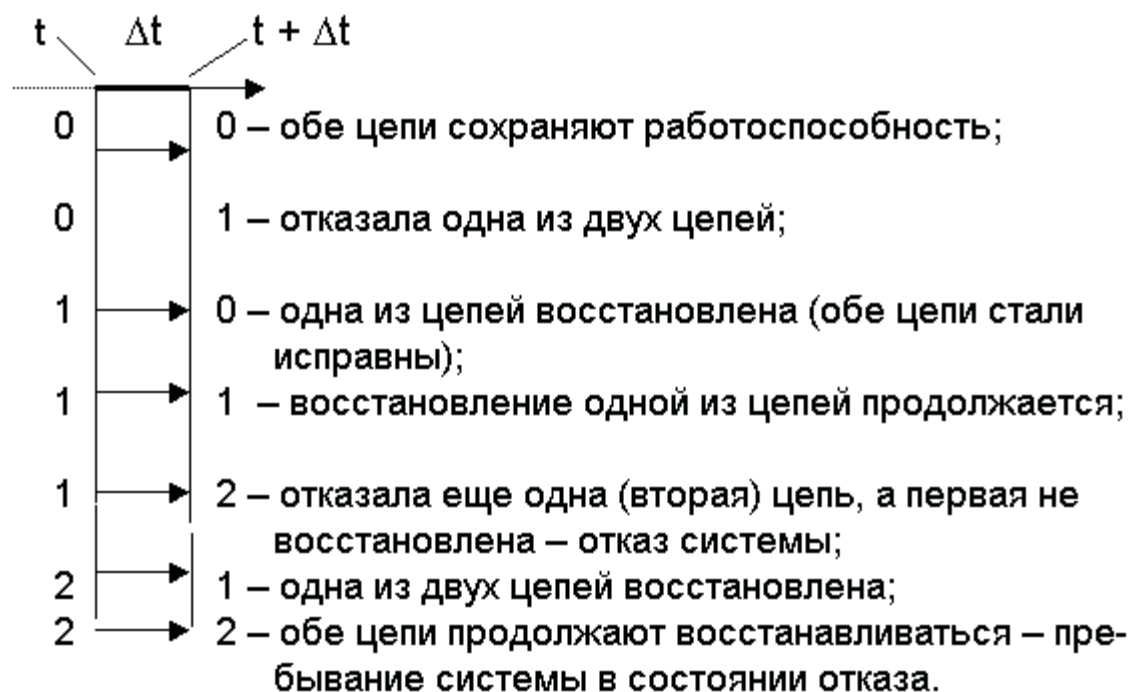 t Δt t + Δt
0 0 – обе цепи сохраняют работоспособность;
0 1 – отказала одна из двух цепей;
1 0 – одна из цепей восстановлена (обе цепи стали
исправны);
1 1 – восстановление одной из цепей продолжается;
1 2 – отказала еще одна (вторая) цепь, а первая не
восстановлена – отказ системы;
2 1 – одна из двух цепей восстановлена;
2 2 – обе цепи продолжают восстанавливаться – пре-
бывание системы в состоянии отказа.